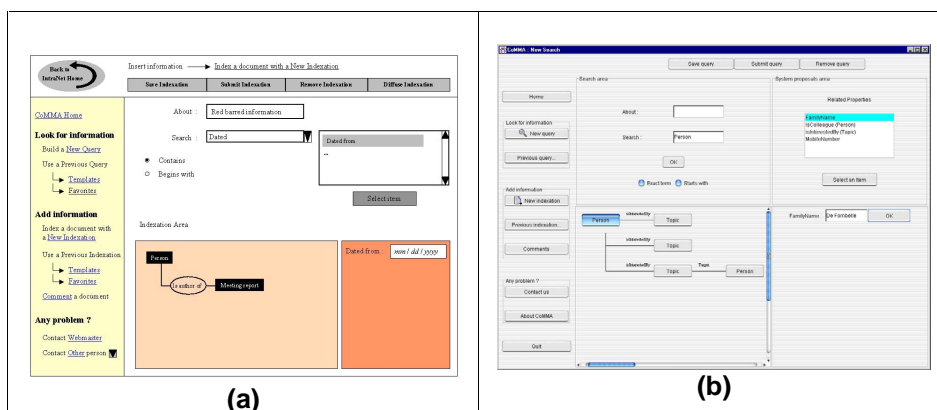 Back to
IntraNet Home
Insert information
Index a document with a New Indexation
Save Indexation
Submit Indexation
Remove Indexation
Diffuse Indexation
CoMMA Home
Look for information
Build a New Query
Use a Previous Query
Templates
Favorites
Add information
Index a document with
a New Indexation
Use a Previous Indexation
Templates
Favorites
Comment a document
Any problem ?
Contact Webmaster
Contact Other person
About :
Red barred information
Search :
Dated
Contains
Begins with
Dated from
...
Select item
Indexation Area
Person
Is author of
Meeting report
Dated from :
mm / dd / yyyy
(a)
CoMMA : New Search
Save query
Submit query
Remove query
Home
Look for information
New query
Previous query...
Add information
New indexation
Previous indexation...
Comments
Any problem ?
Contact us
About CoMMA
Quit
Search area
About :
Search :
Person
OK
Exact term
Starts with
System proposals area
Related Properties
FamilyName
IsColleague (Person)
IsInterestedBy (Topic)
MobileNumber
Select an Item
Person
Topic
Topic
Topic
Topic
Person
FamilyName:
OK
(b)